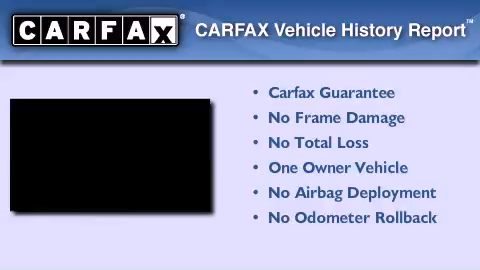 CARFAX® CARFAX Vehicle History Report™
• Carfax Guarantee
• No Frame Damage
• No Total Loss
• One Owner Vehicle
• No Airbag Deployment
• No Odometer Rollback